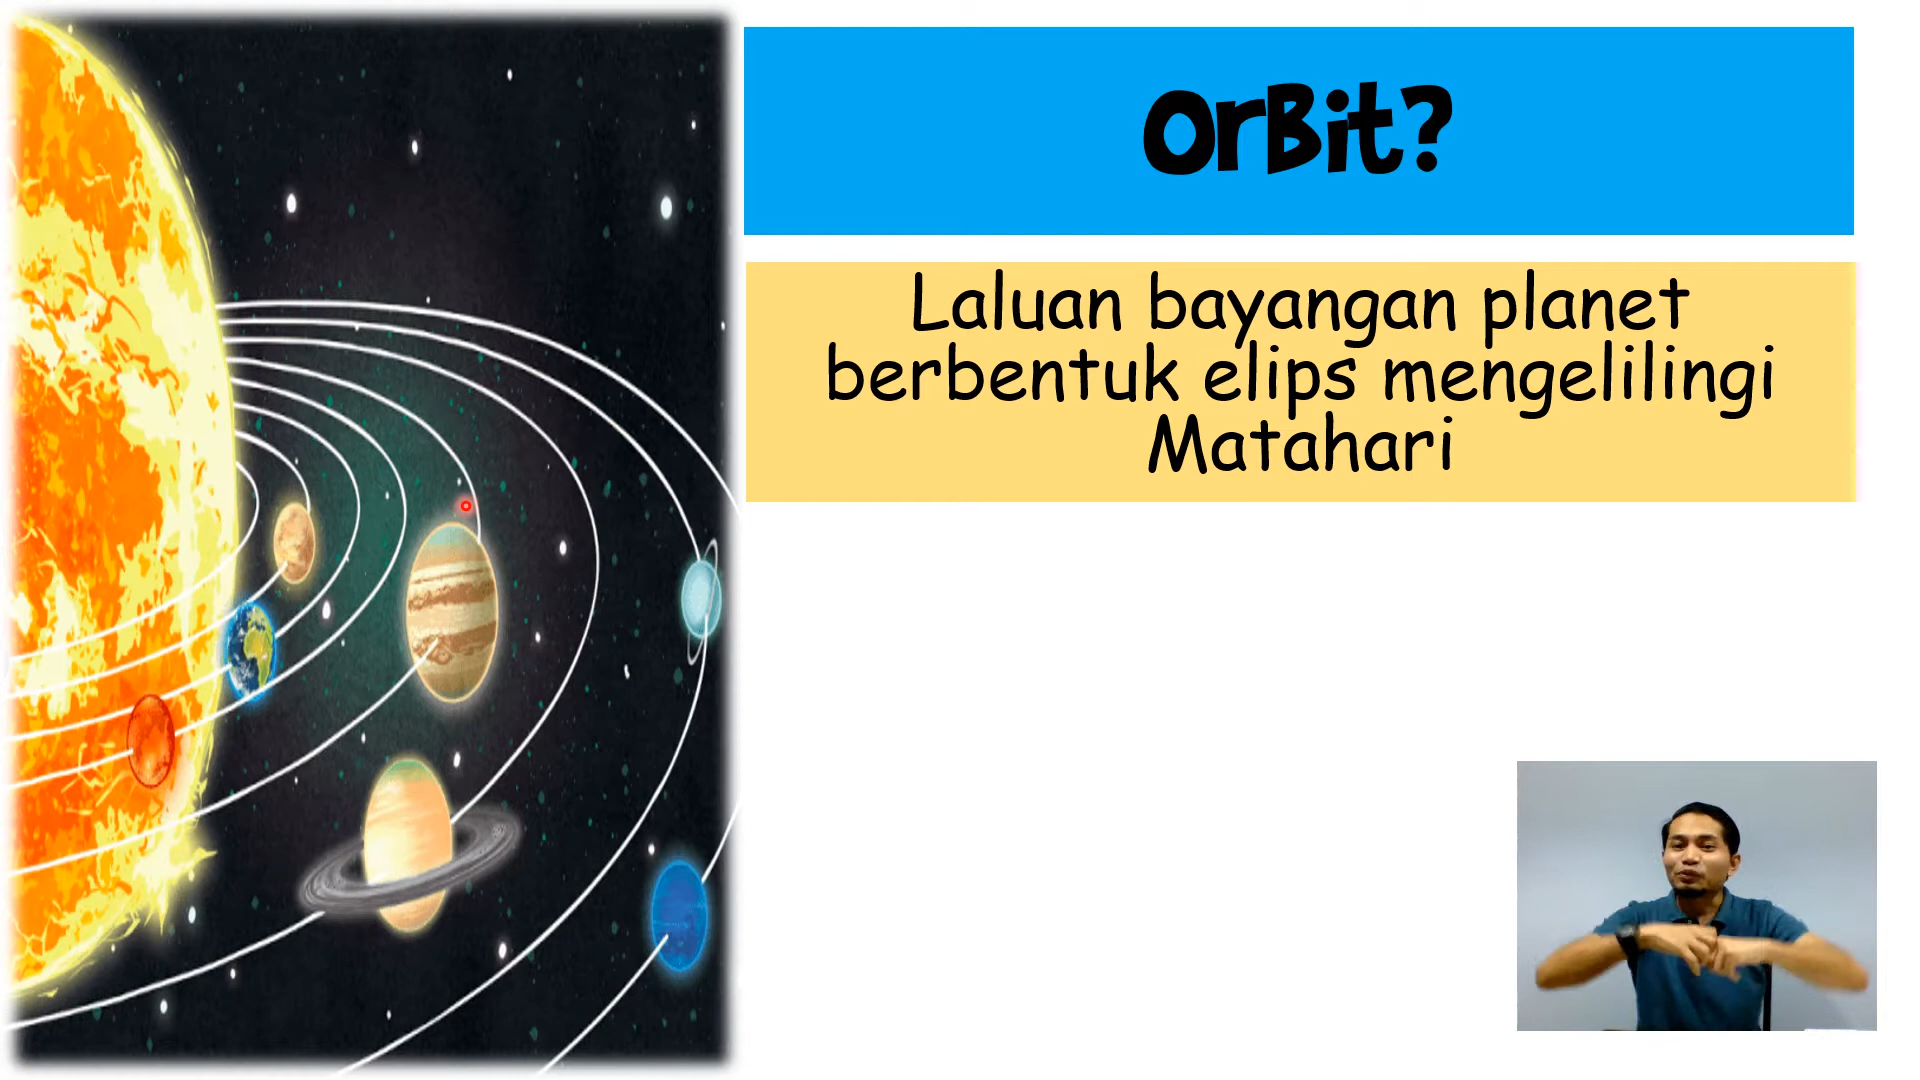 Orbit?
Laluan bayangan planet
berbentuk elips mengelilingi
Matahari